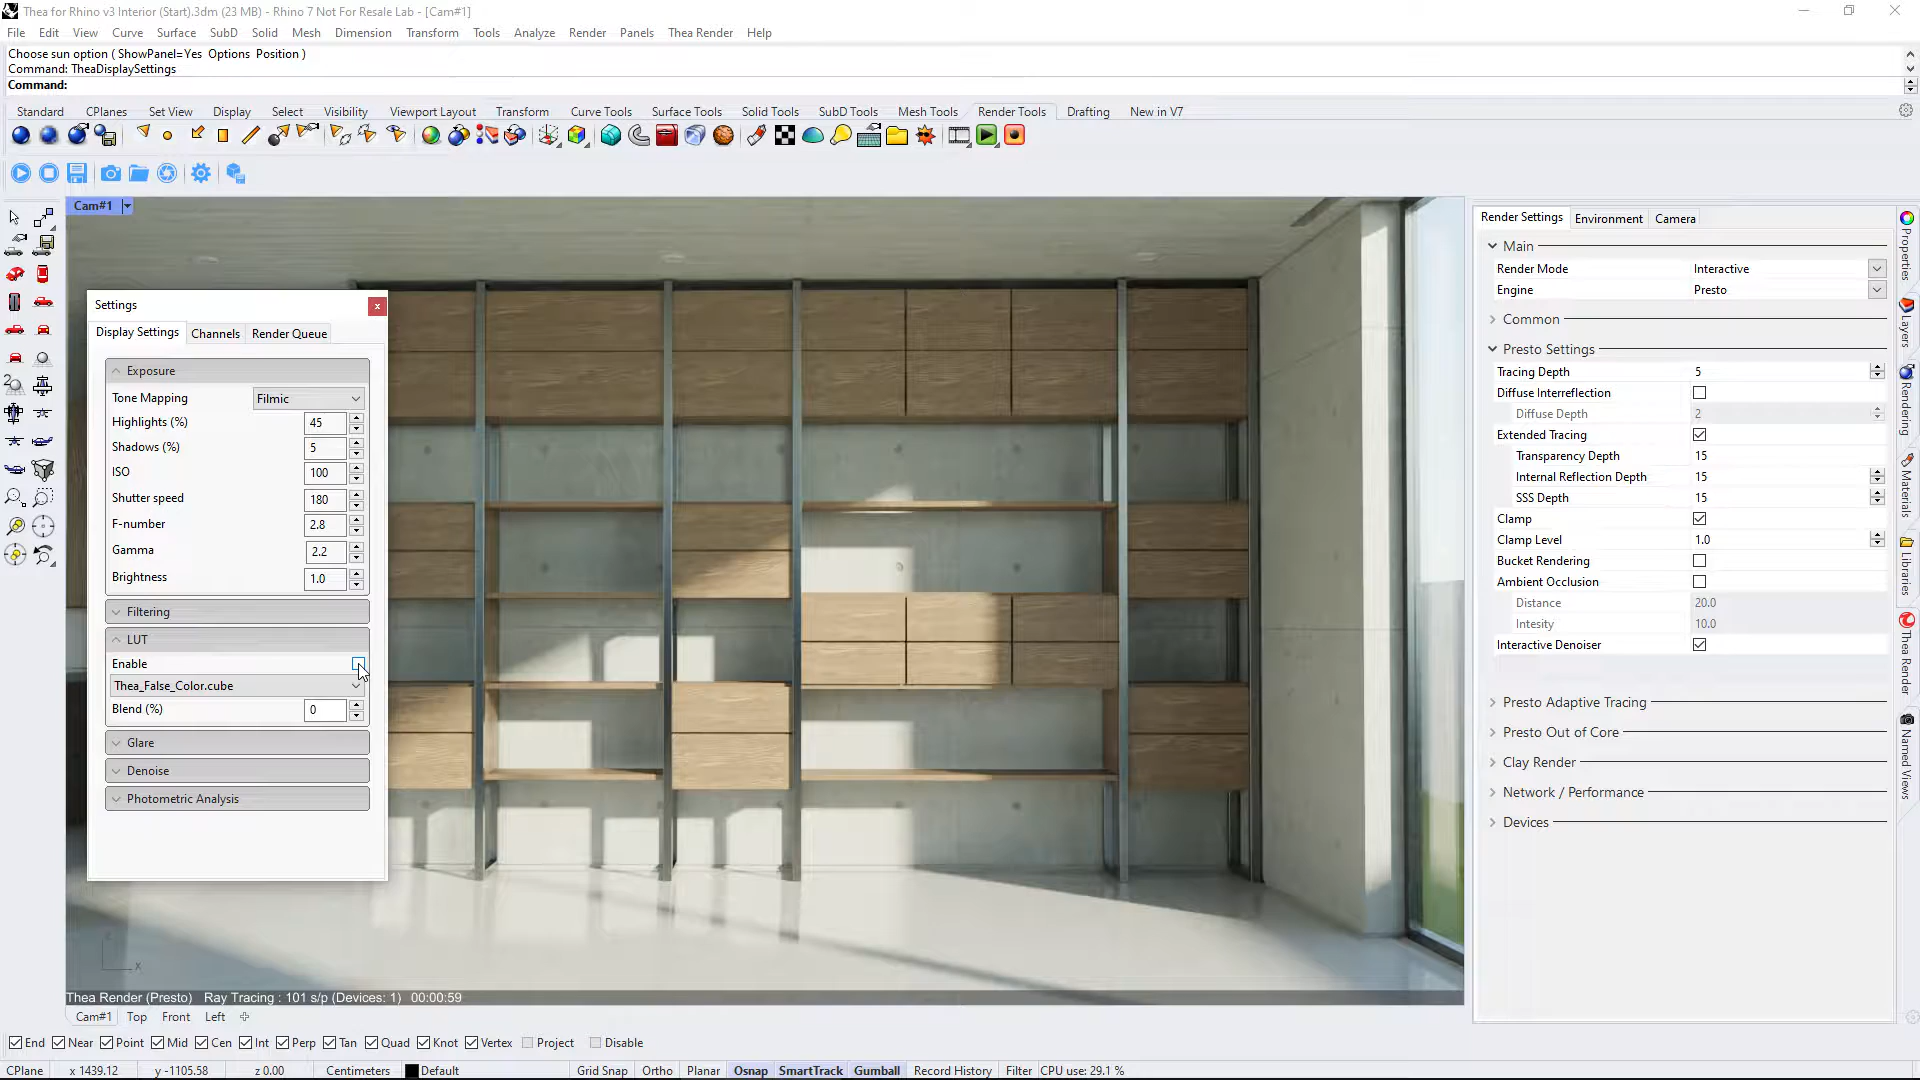 Thea for Rhino v3 Interior (Start).3dm (23 MB) - Rhino 7 Not For Resale Lab - [Cam#1]
File Edit View Curve Surface SubD Solid Mesh Dimension Transform Tools Analyze Render Panels Thea Render Help
Choose sun option ( ShowPanel=Yes Options Position )
Command: TheaDisplaySettings
Command:
Standard CPlanes Set View Display Select Visibility Viewport Layout Transform Curve Tools Surface Tools Solid Tools SubD Tools Mesh Tools Render Tools Drafting New in V7
Cam#1
Settings
Display Settings Channels Render Queue
Exposure
Tone Mapping Filmic
Highlights (%) 45
Shadows (%) 5
ISO 100
Shutter speed 180
F-number 2.8
Gamma 2.2
Brightness 1.0
Filtering
LUT
Enable
Thea_False_Color.cube
Blend (%) 0
Glare
Denoise
Photometric Analysis
x
Thea Render (Presto) Ray Tracing : 101 s/p (Devices: 1) 00:00:59
Render Settings Environment Camera
Main
Render Mode Interactive
Engine Presto
Common
Presto Settings
Tracing Depth 5
Diffuse Interreflection
Diffuse Depth 2
Extended Tracing
Transparency Depth 15
Internal Reflection Depth 15
SSS Depth 15
Clamp
Clamp Level 1.0
Bucket Rendering
Ambient Occlusion
Distance 20.0
Intesity 10.0
Interactive Denoiser
Presto Adaptive Tracing
Presto Out of Core
Clay Render
Network / Performance
Devices
Properties
Layers
Rendering
Materials
Libraries
Thea Render
Named Views
Cam#1 Top Front Left
End Near Point Mid Cen Int Perp Tan Quad Knot Vertex Project Disable
CPlane x 1439.12 y -1105.58 z 0.00 Centimeters Default Grid Snap Ortho Planar Osnap SmartTrack Gumball Record History Filter CPU use: 29.1 %